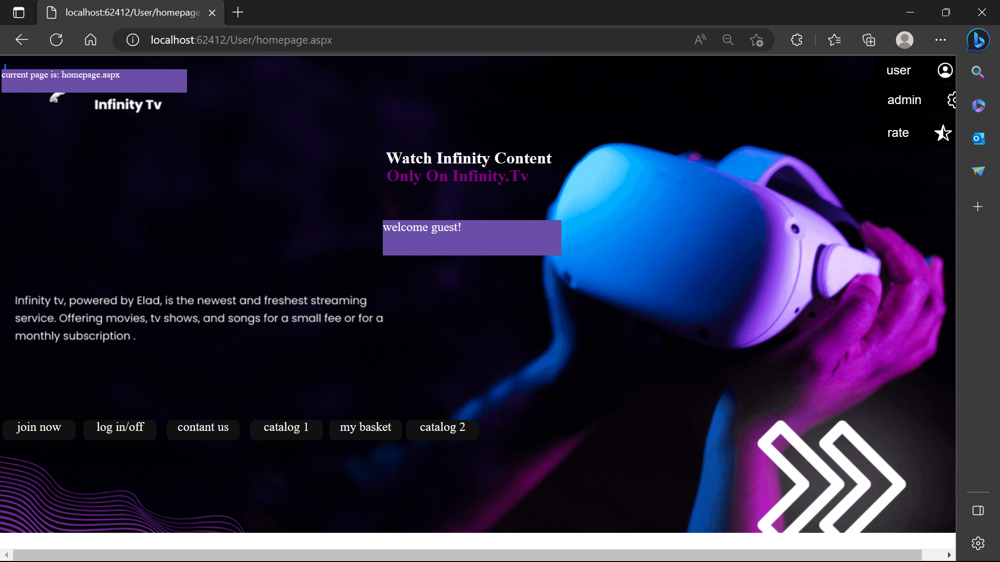 localhost:62412/User/homepage
localhost:62412/User/homepage.aspx
current page is: homepage.aspx
Infinity Tv
user
admin
rate
Watch Infinity Content
Only On Infinity.Tv
welcome guest!
Infinity tv, powered by Elad, is the newest and freshest streaming
service. Offering movies, tv shows, and songs for a small fee or for a
monthly subscription .
join now
log in/off
contant us
catalog 1
my basket
catalog 2